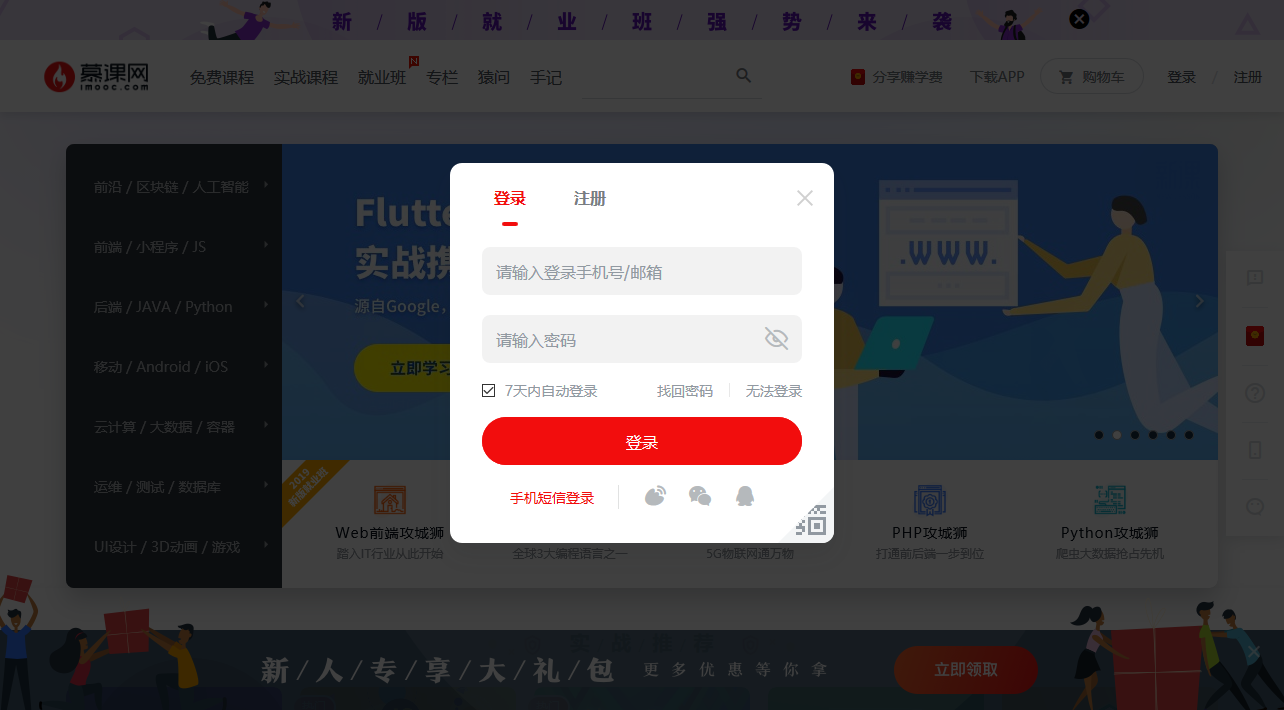 新 / 版 / 就 / 业 / 班 / 强 / 势 / 来 / 袭
慕课网
imooc.com
免费课程 实战课程 就业班 N 专栏 猿问 手记
分享赚学费 下载APP 购物车 登录 / 注册
前沿 / 区块链 / 人工智能
前端 / 小程序 / JS
后端 / JAVA / Python
移动 / Android / iOS
云计算 / 大数据 / 容器
运维 / 测试 / 数据库
UI设计 / 3D动画 / 游戏
Flutte
实战携
源自Google，
立即学习
.WWW.
登录 注册
请输入登录手机号/邮箱
请输入密码
7天内自动登录 找回密码 无法登录
登录
手机短信登录
2019
Web前端攻城狮
踏入IT行业从此开始
全球3大编程语言之一
5G物联网通万物
PHP攻城狮
打通前后端一步到位
Python攻城狮
爬虫大数据抢占先机
实 战 推 荐
新/人/专/享/大/礼/包 更多优惠等你拿 立即领取